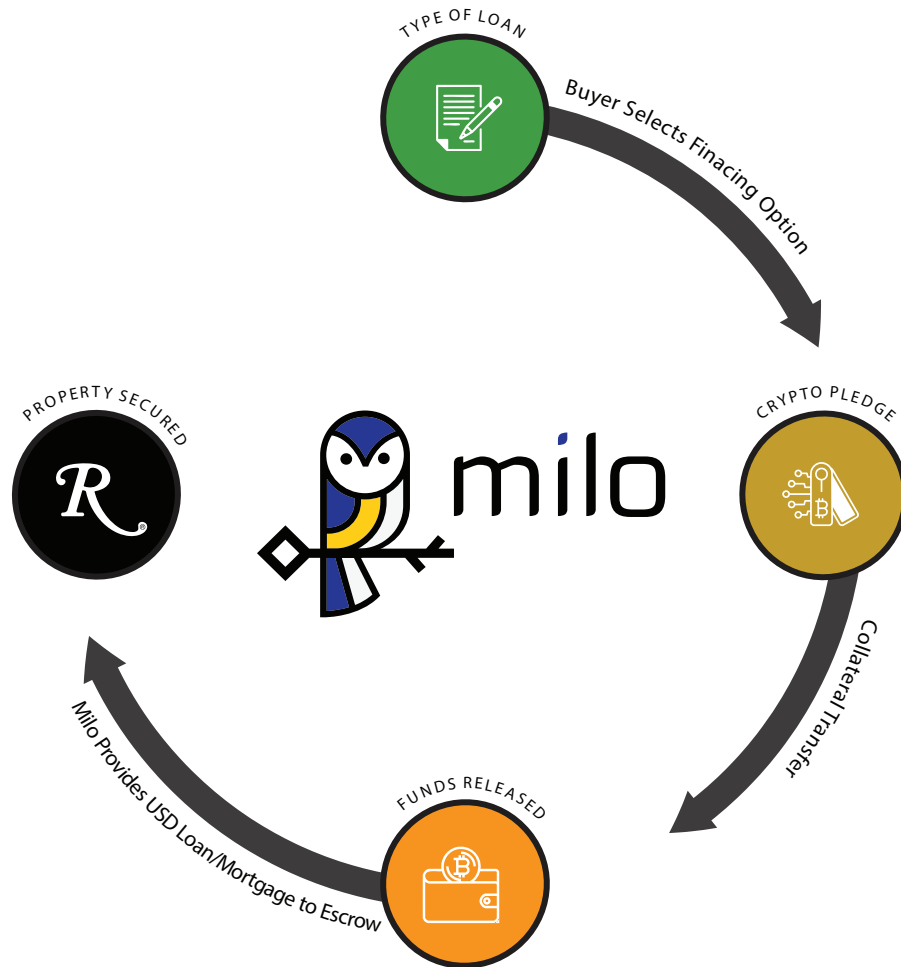 TYPE OF LOAN
Buyer Selects Finacing Option
CRYPTO PLEDGE
Collateral Transfer
FUNDS RELEASED
Milo Provides USD Loan/Mortgage to Escrow
PROPERTY SECURED
R®
milo